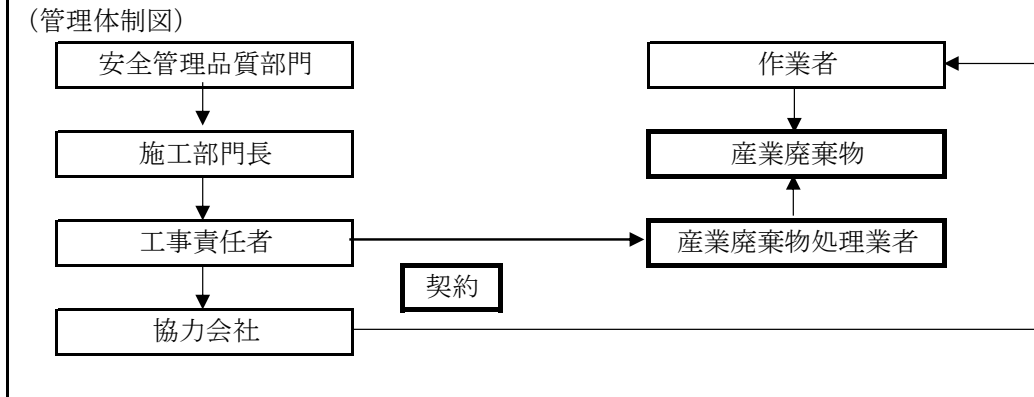 （管理体制図）
安全管理品質部門
作業者
施工部門長
産業廃棄物
工事責任者
産業廃棄物処理業者
契約
協力会社